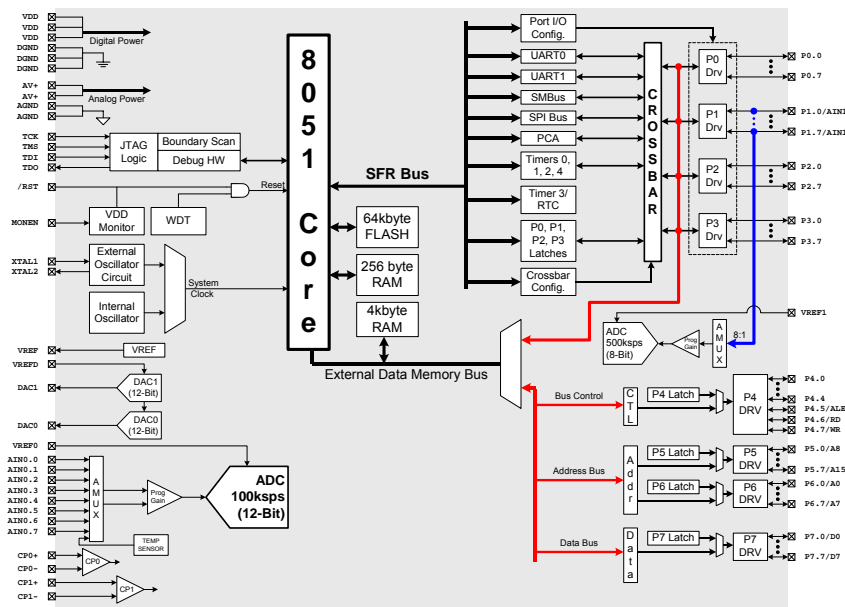 VDD
VDD
VDD
Digital Power
DGND
DGND
DGND
AV+
AV+
Analog Power
AGND
AGND
TCK
TMS
TDI
TDO
JTAG
Logic
Boundary Scan
Debug HW
/RST
Reset
MONEN
VDD
Monitor
WDT
XTAL1
XTAL2
External
Oscillator
Circuit
Internal
Oscillator
System
Clock
VREF
VREF
VREFD
DAC1
DAC1
(12-Bit)
DAC0
DAC0
(12-Bit)
VREF0
AIN0.0
AIN0.1
AIN0.2
AIN0.3
AIN0.4
AIN0.5
AIN0.6
AIN0.7
AMUX
Prog
Gain
ADC
100ksps
(12-Bit)
TEMP
SENSOR
CP0+
CP0-
CP0
CP1+
CP1-
CP1
8051 Core
64kbyte
FLASH
256 byte
RAM
4kbyte
RAM
SFR Bus
External Data Memory Bus
Port I/O
Config.
UART0
UART1
SMBus
SPI Bus
PCA
Timers 0,
1, 2, 4
Timer 3/
RTC
P0, P1,
P2, P3
Latches
Crossbar
Config.
CROSSBAR
P0
Drv
P1
Drv
P2
Drv
P3
Drv
P0.0
P0.7
P1.0/AIN1
P1.7/AIN1
P2.0
P2.7
P3.0
P3.7
VREF1
ADC
500ksps
(8-Bit)
Prog
Gain
AMUX
8:1
Bus Control
CTL
P4 Latch
P4
DRV
P4.0
P4.4
P4.5/ALE
P4.6/RD
P4.7/WR
Address Bus
Addr
P5 Latch
P5
DRV
P5.0/A8
P5.7/A15
P6 Latch
P6
DRV
P6.0/A0
P6.7/A7
Data Bus
Data
P7 Latch
P7
DRV
P7.0/D0
P7.7/D7